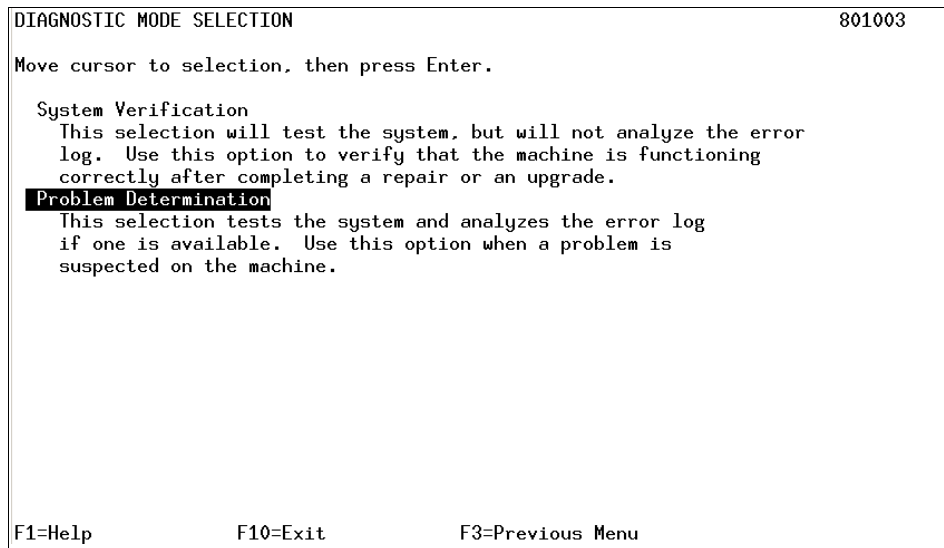 DIAGNOSTIC MODE SELECTION 801003
Move cursor to selection, then press Enter.
System Verification
This selection will test the system, but will not analyze the error
log. Use this option to verify that the machine is functioning
correctly after completing a repair or an upgrade.
Problem Determination
This selection tests the system and analyzes the error log
if one is available. Use this option when a problem is
suspected on the machine.
F1=Help F10=Exit F3=Previous Menu